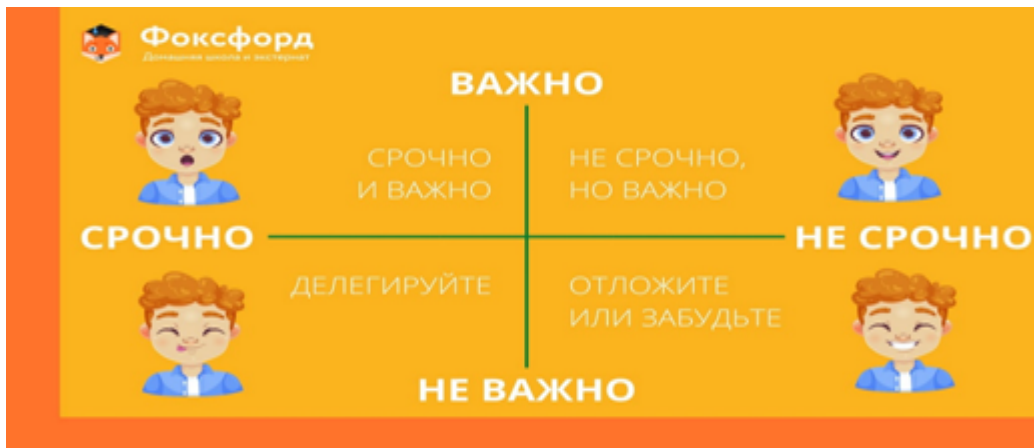 Фоксфорд
Домашняя школа и экстернат
ВАЖНО
СРОЧНО
И ВАЖНО
НЕ СРОЧНО,
НО ВАЖНО
СРОЧНО
НЕ СРОЧНО
ДЕЛЕГИРУЙТЕ
ОТЛОЖИТЕ
ИЛИ ЗАБУДЬТЕ
НЕ ВАЖНО